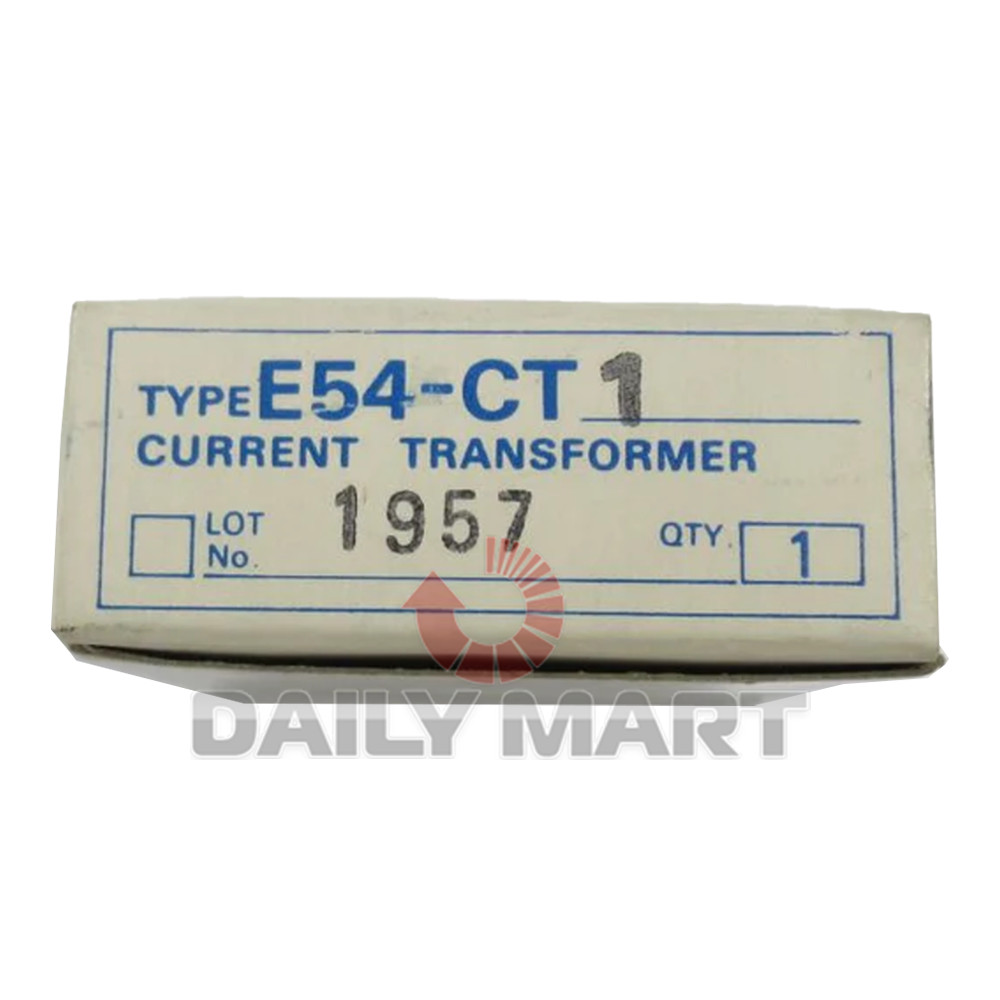 TYPE E54-CT 1
CURRENT TRANSFORMER
LOT No. 1957 QTY. 1
DAILY MART